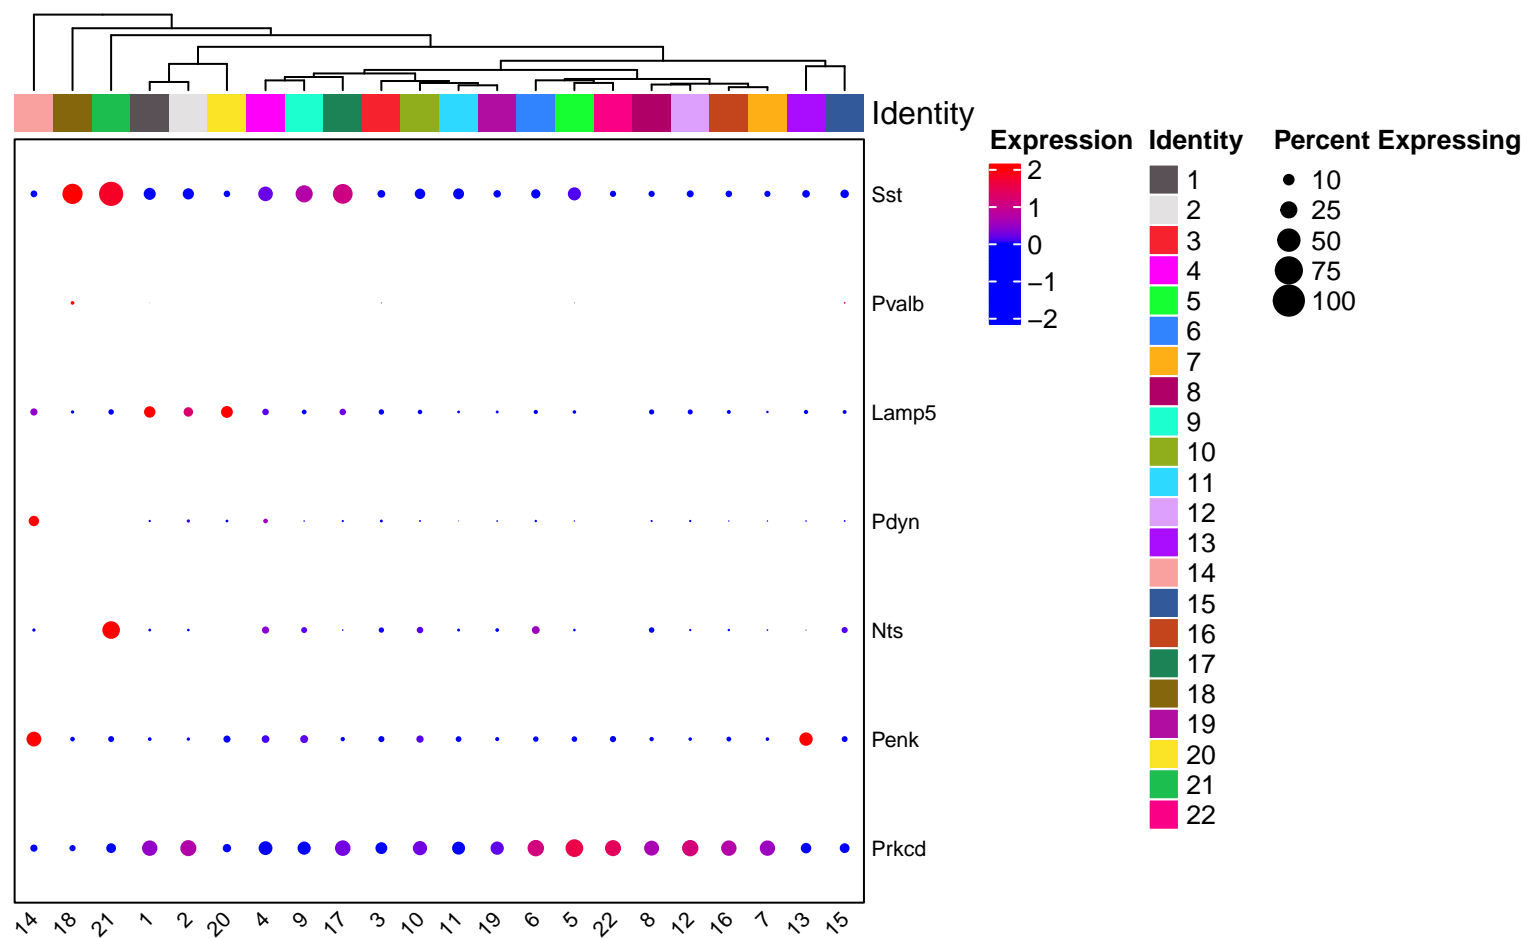 Identity
Sst
Pvalb
Lamp5
Pdyn
Nts
Penk
Prkcd
14 18 21 1 2 20 4 9 17 3 10 11 19 6 5 22 8 12 16 7 13 15
Expression
2
1
0
−1
−2
Identity
1
2
3
4
5
6
7
8
9
10
11
12
13
14
15
16
17
18
19
20
21
22
Percent Expressing
10
25
50
75
100